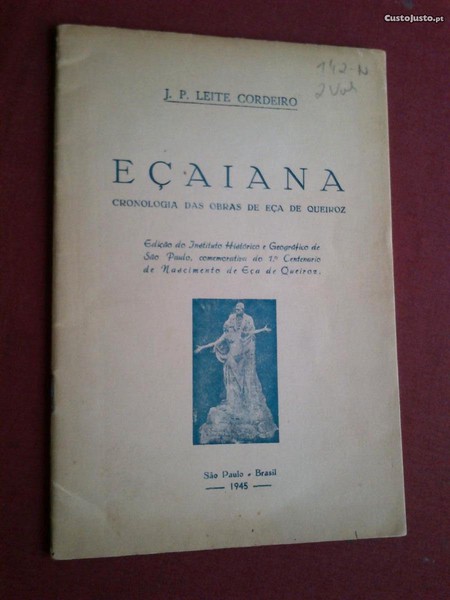 CustoJusto.pt
142-N
2 Vol.
J. P. LEITE CORDEIRO
EÇAIANA
CRONOLOGIA DAS OBRAS DE EÇA DE QUEIROZ
Edição do Instituto Histórico e Geográfico de
São Paulo, comemorativa do 1.º Centenário
de Nascimento de Eça de Queiroz.
São Paulo - Brasil
— 1945 —